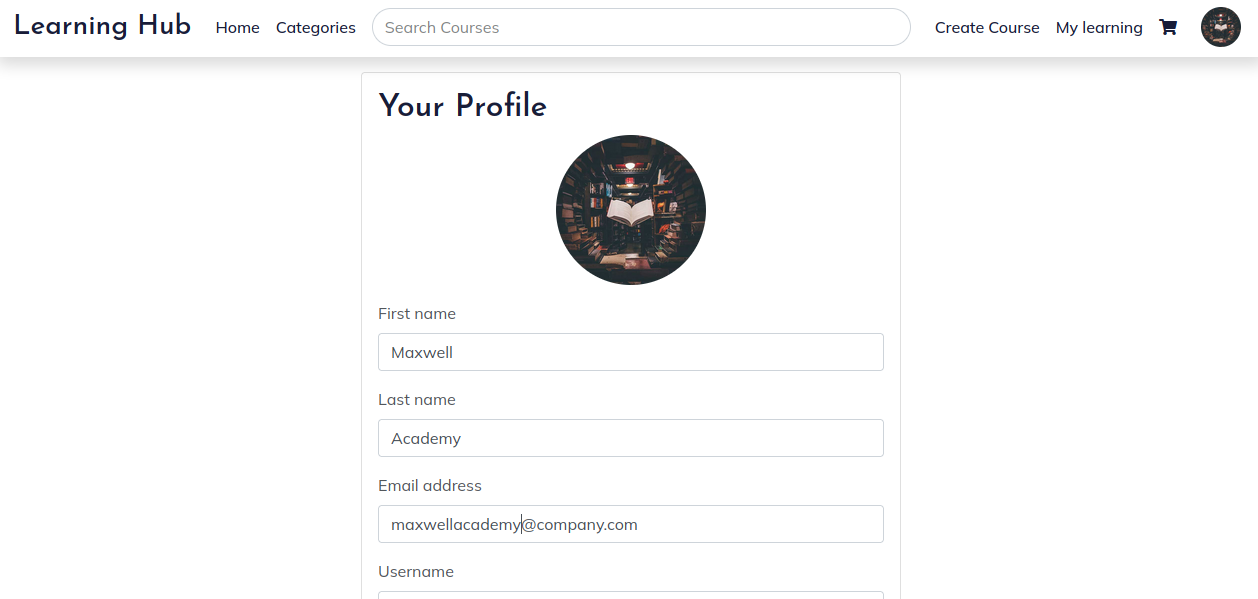 Learning Hub Home Categories Search Courses Create Course My learning
Your Profile
First name
Maxwell
Last name
Academy
Email address
maxwellacademy@company.com
Username